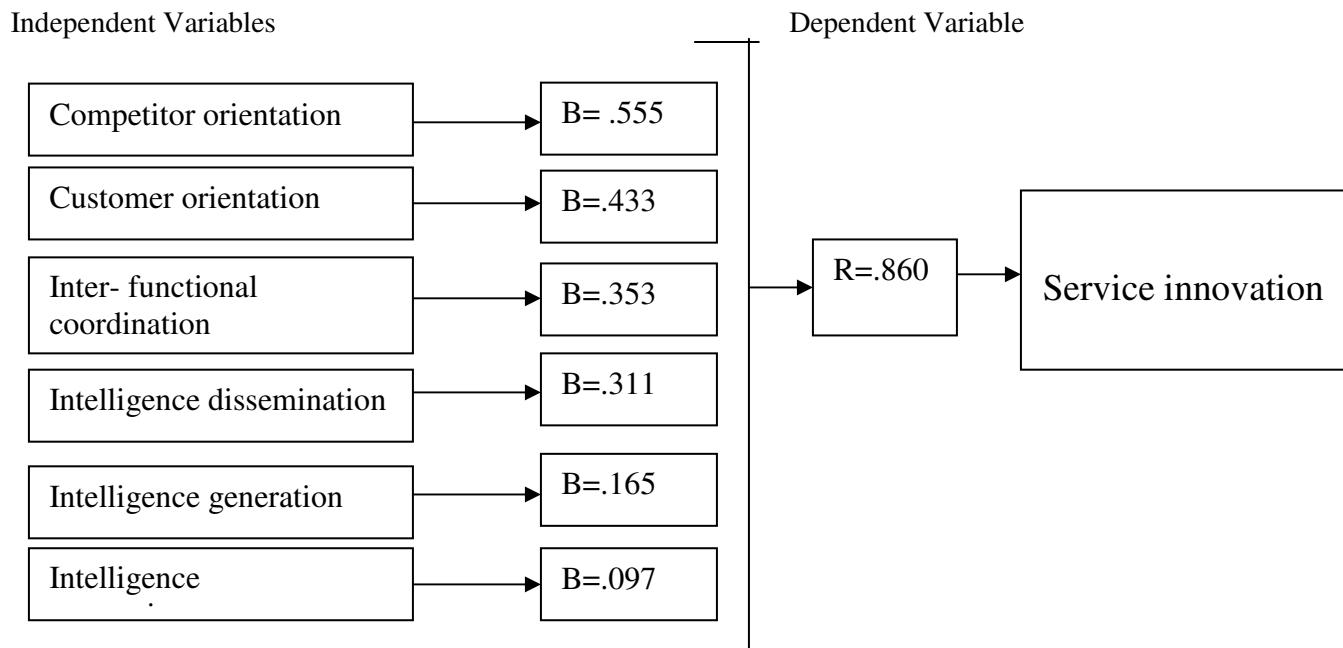 Independent Variables
Dependent Variable
Competitor orientation
B= .555
Customer orientation
B=.433
Inter- functional
coordination
B=.353
Intelligence dissemination
B=.311
Intelligence generation
B=.165
Intelligence
B=.097
R=.860
Service innovation